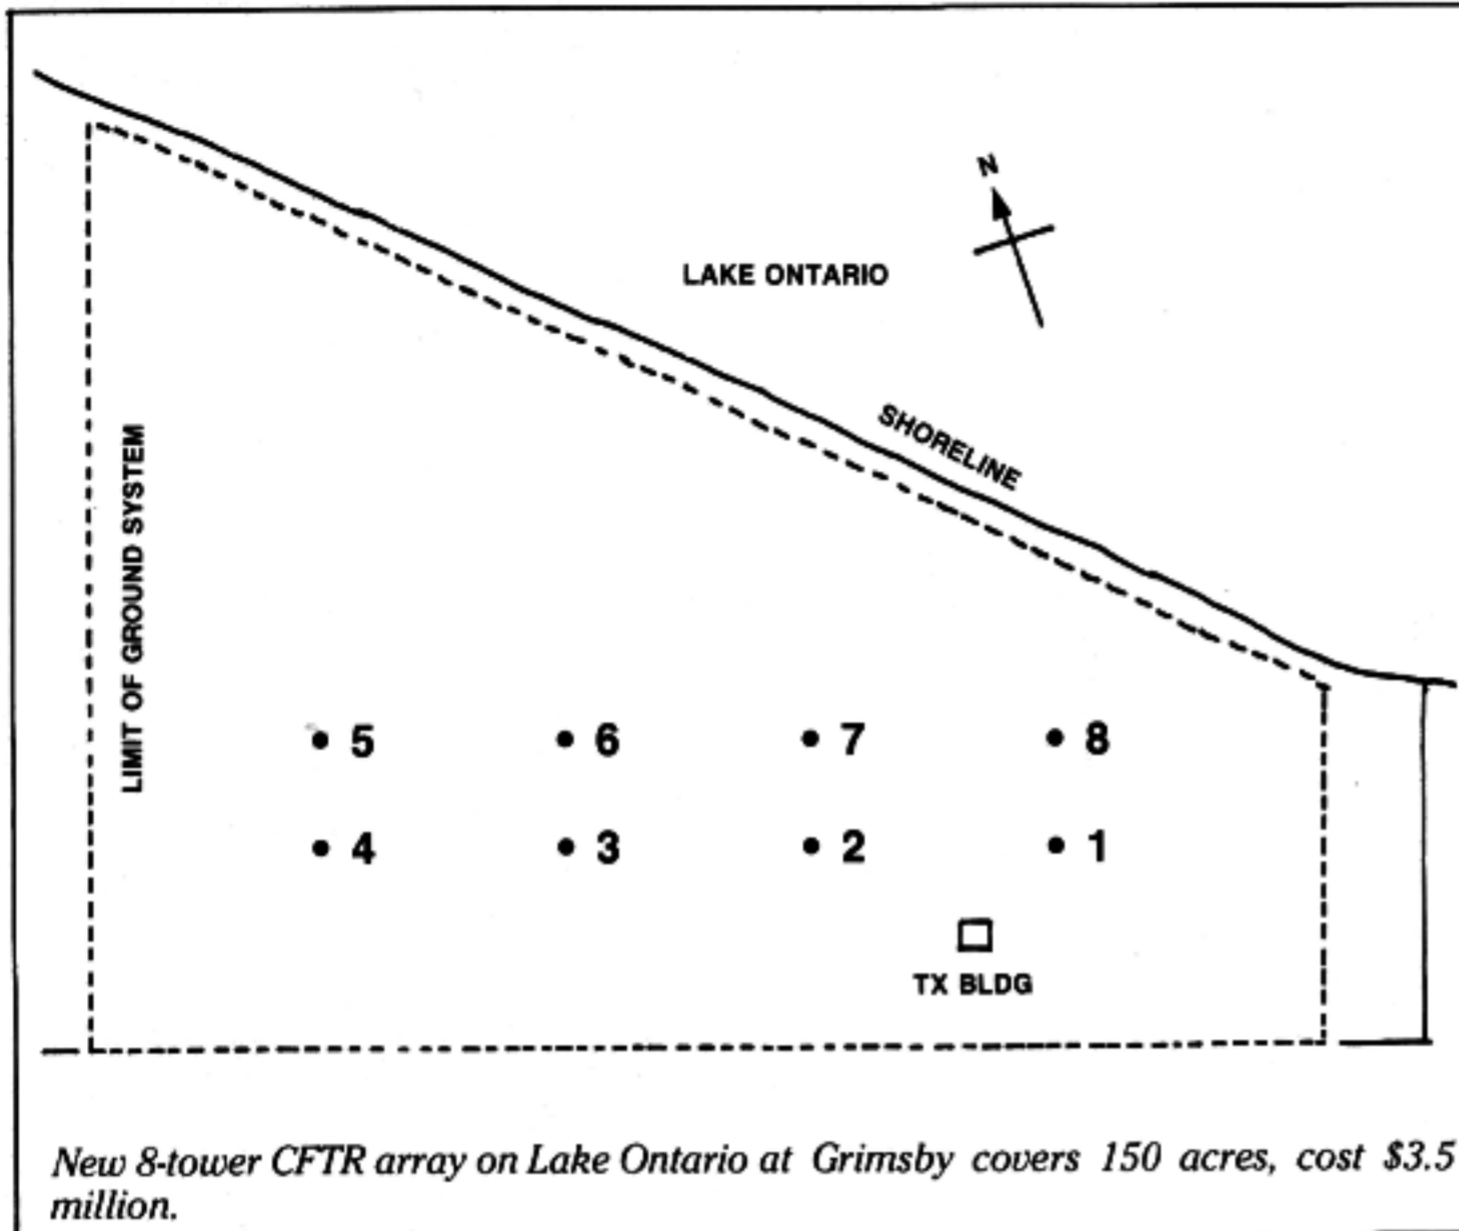 N
LAKE ONTARIO
SHORELINE
LIMIT OF GROUND SYSTEM
5 6 7 8
4 3 2 1
TX BLDG
New 8-tower CFTR array on Lake Ontario at Grimsby covers 150 acres, cost $3.5
million.